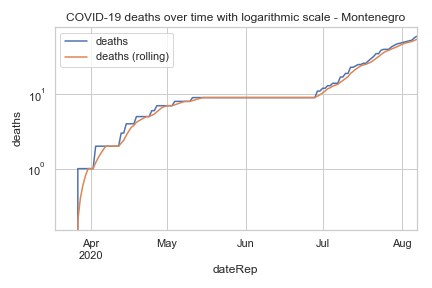 COVID-19 deaths over time with logarithmic scale - Montenegro
deaths
deaths (rolling)
deaths
10¹
10⁰
Apr
2020
May
Jun
Jul
Aug
dateRep